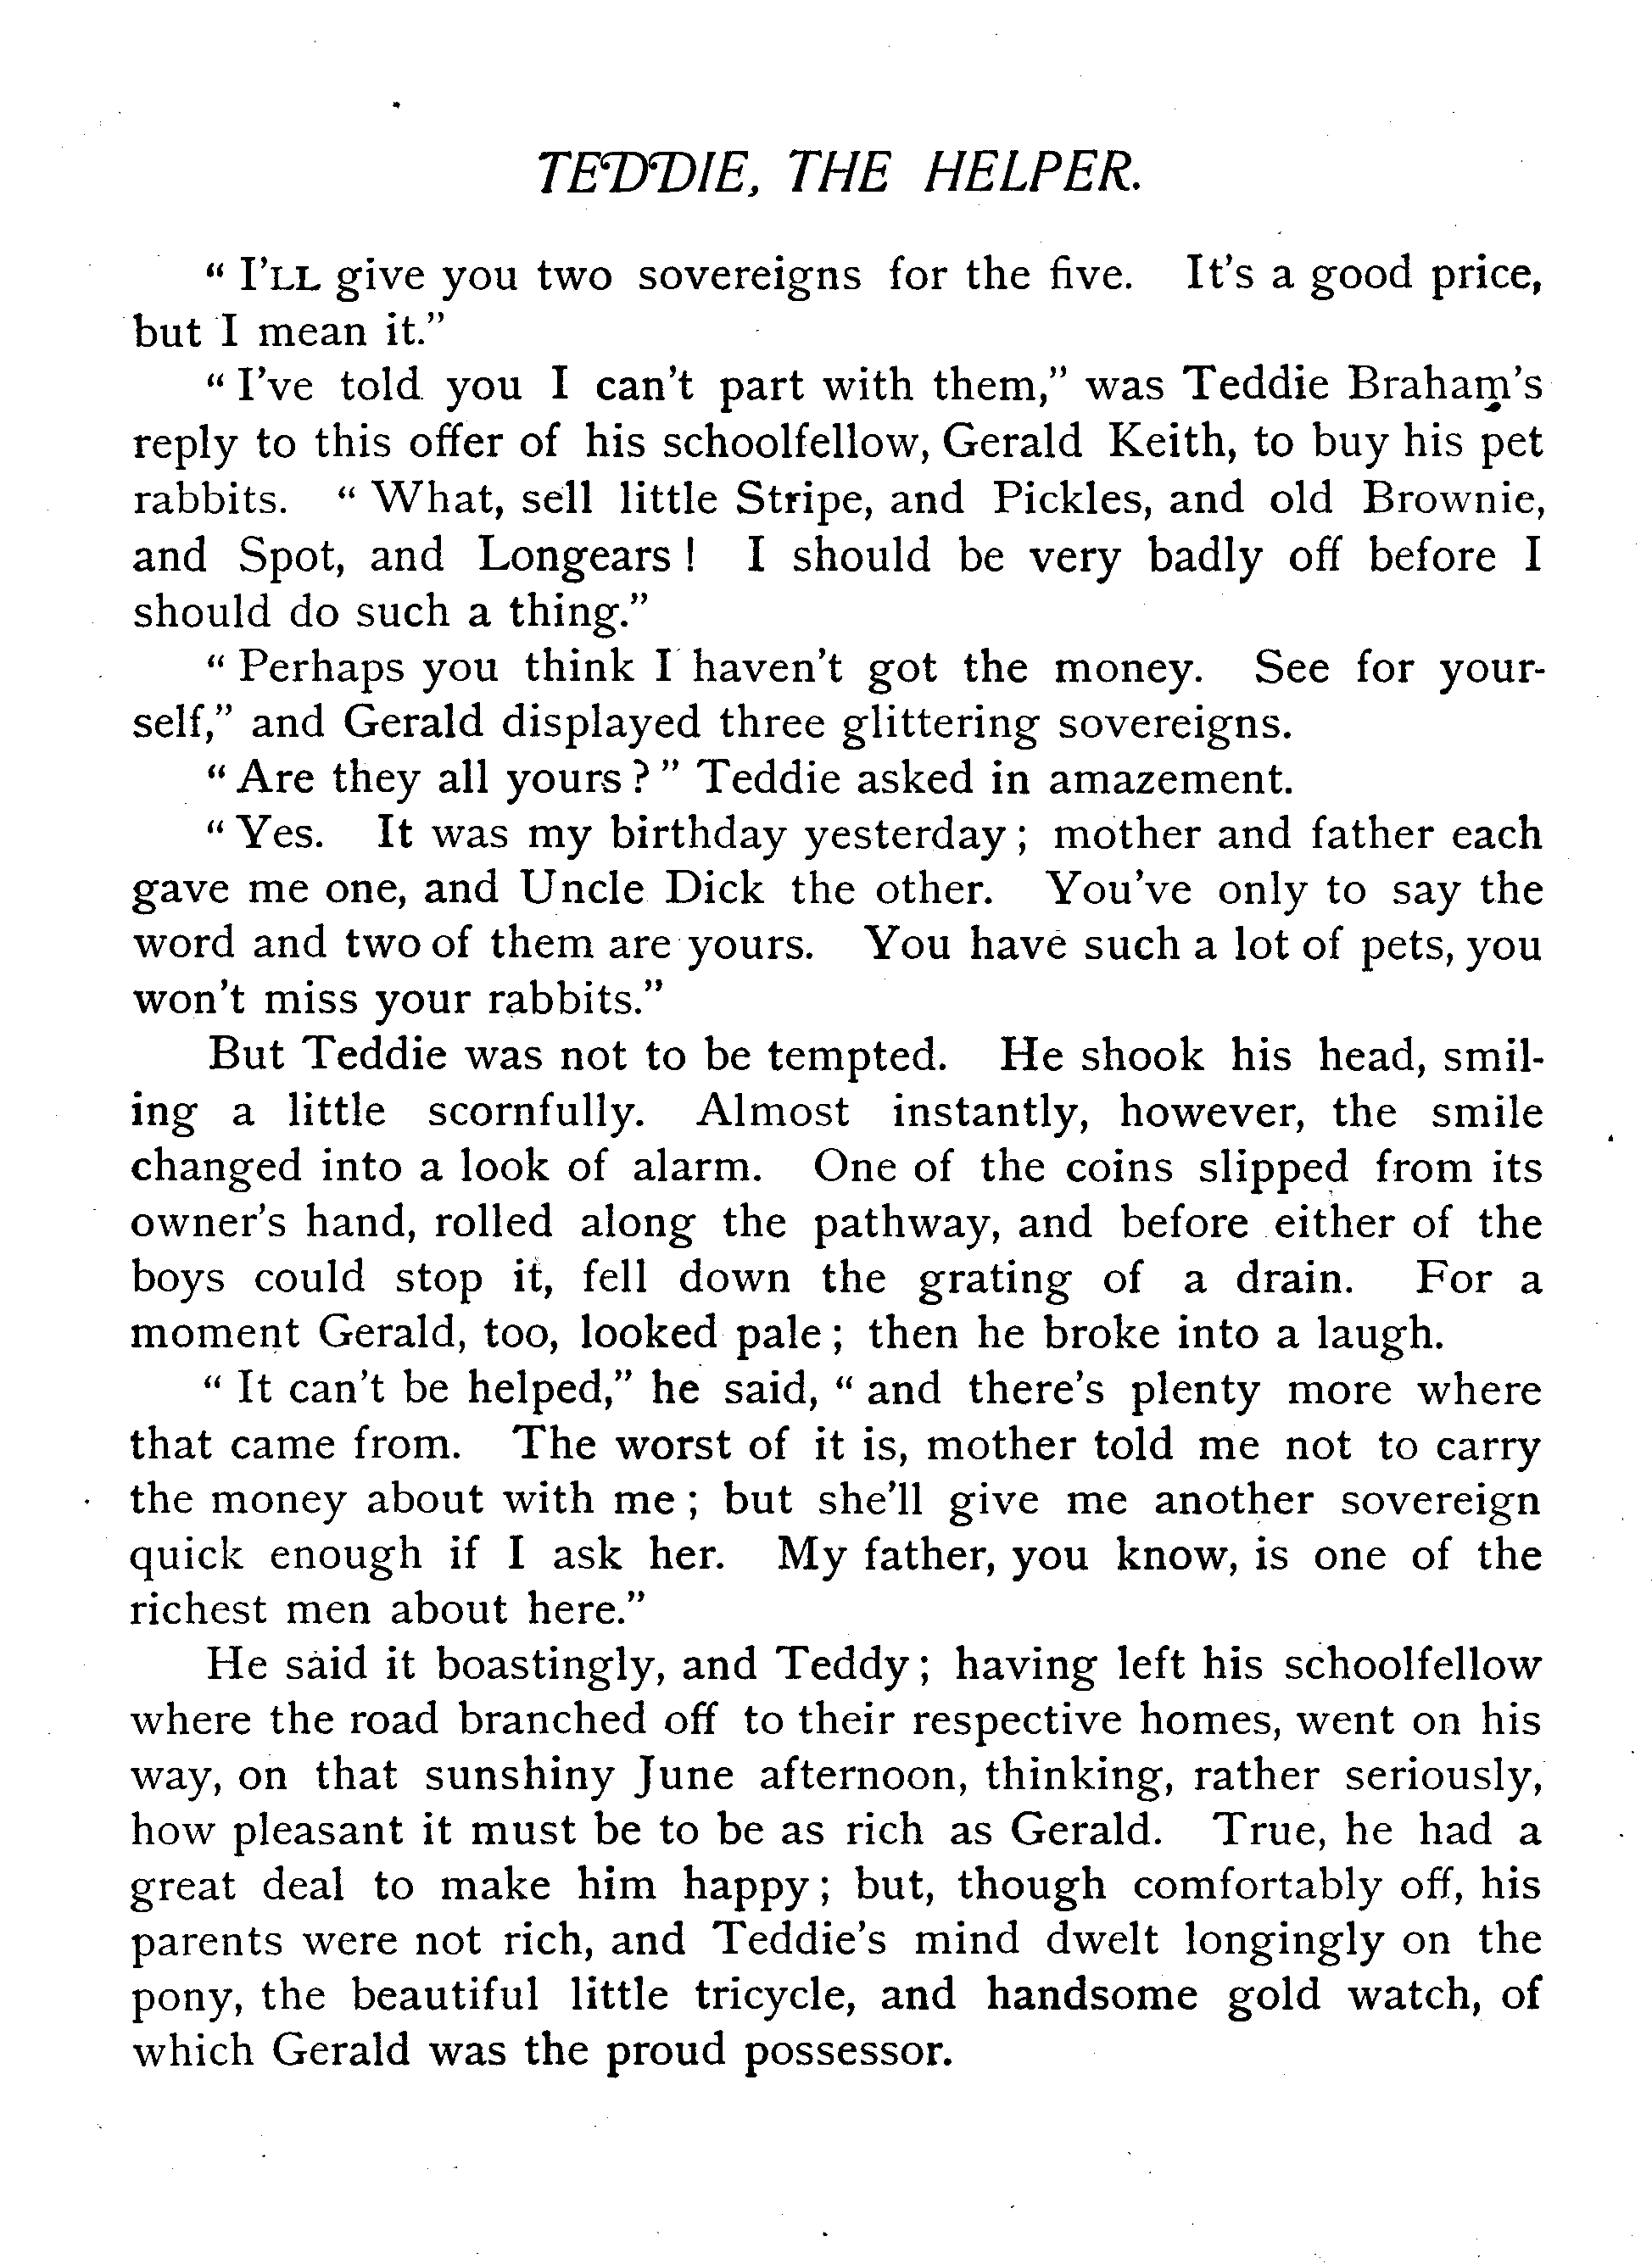 TEDDIE, THE HELPER.
“ I’LL give you two sovereigns for the five. It’s a good price,
but I mean it.”
“ I’ve told you I can’t part with them,” was Teddie Braham’s
reply to this offer of his schoolfellow, Gerald Keith, to buy his pet
rabbits. “ What, sell little Stripe, and Pickles, and old Brownie,
and Spot, and Longears ! I should be very badly off before I
should do such a thing.”
“ Perhaps you think I haven’t got the money. See for your-
self,” and Gerald displayed three glittering sovereigns.
“ Are they all yours ? ” Teddie asked in amazement.
“ Yes. It was my birthday yesterday ; mother and father each
gave me one, and Uncle Dick the other. You’ve only to say the
word and two of them are yours. You have such a lot of pets, you
won’t miss your rabbits.”
But Teddie was not to be tempted. He shook his head, smil-
ing a little scornfully. Almost instantly, however, the smile
changed into a look of alarm. One of the coins slipped from its
owner’s hand, rolled along the pathway, and before either of the
boys could stop it, fell down the grating of a drain. For a
moment Gerald, too, looked pale ; then he broke into a laugh.
“ It can’t be helped,” he said, “ and there’s plenty more where
that came from. The worst of it is, mother told me not to carry
the money about with me ; but she’ll give me another sovereign
quick enough if I ask her. My father, you know, is one of the
richest men about here.”
He said it boastingly, and Teddy ; having left his schoolfellow
where the road branched off to their respective homes, went on his
way, on that sunshiny June afternoon, thinking, rather seriously,
how pleasant it must be to be as rich as Gerald. True, he had a
great deal to make him happy ; but, though comfortably off, his
parents were not rich, and Teddie’s mind dwelt longingly on the
pony, the beautiful little tricycle, and handsome gold watch, of
which Gerald was the proud possessor.